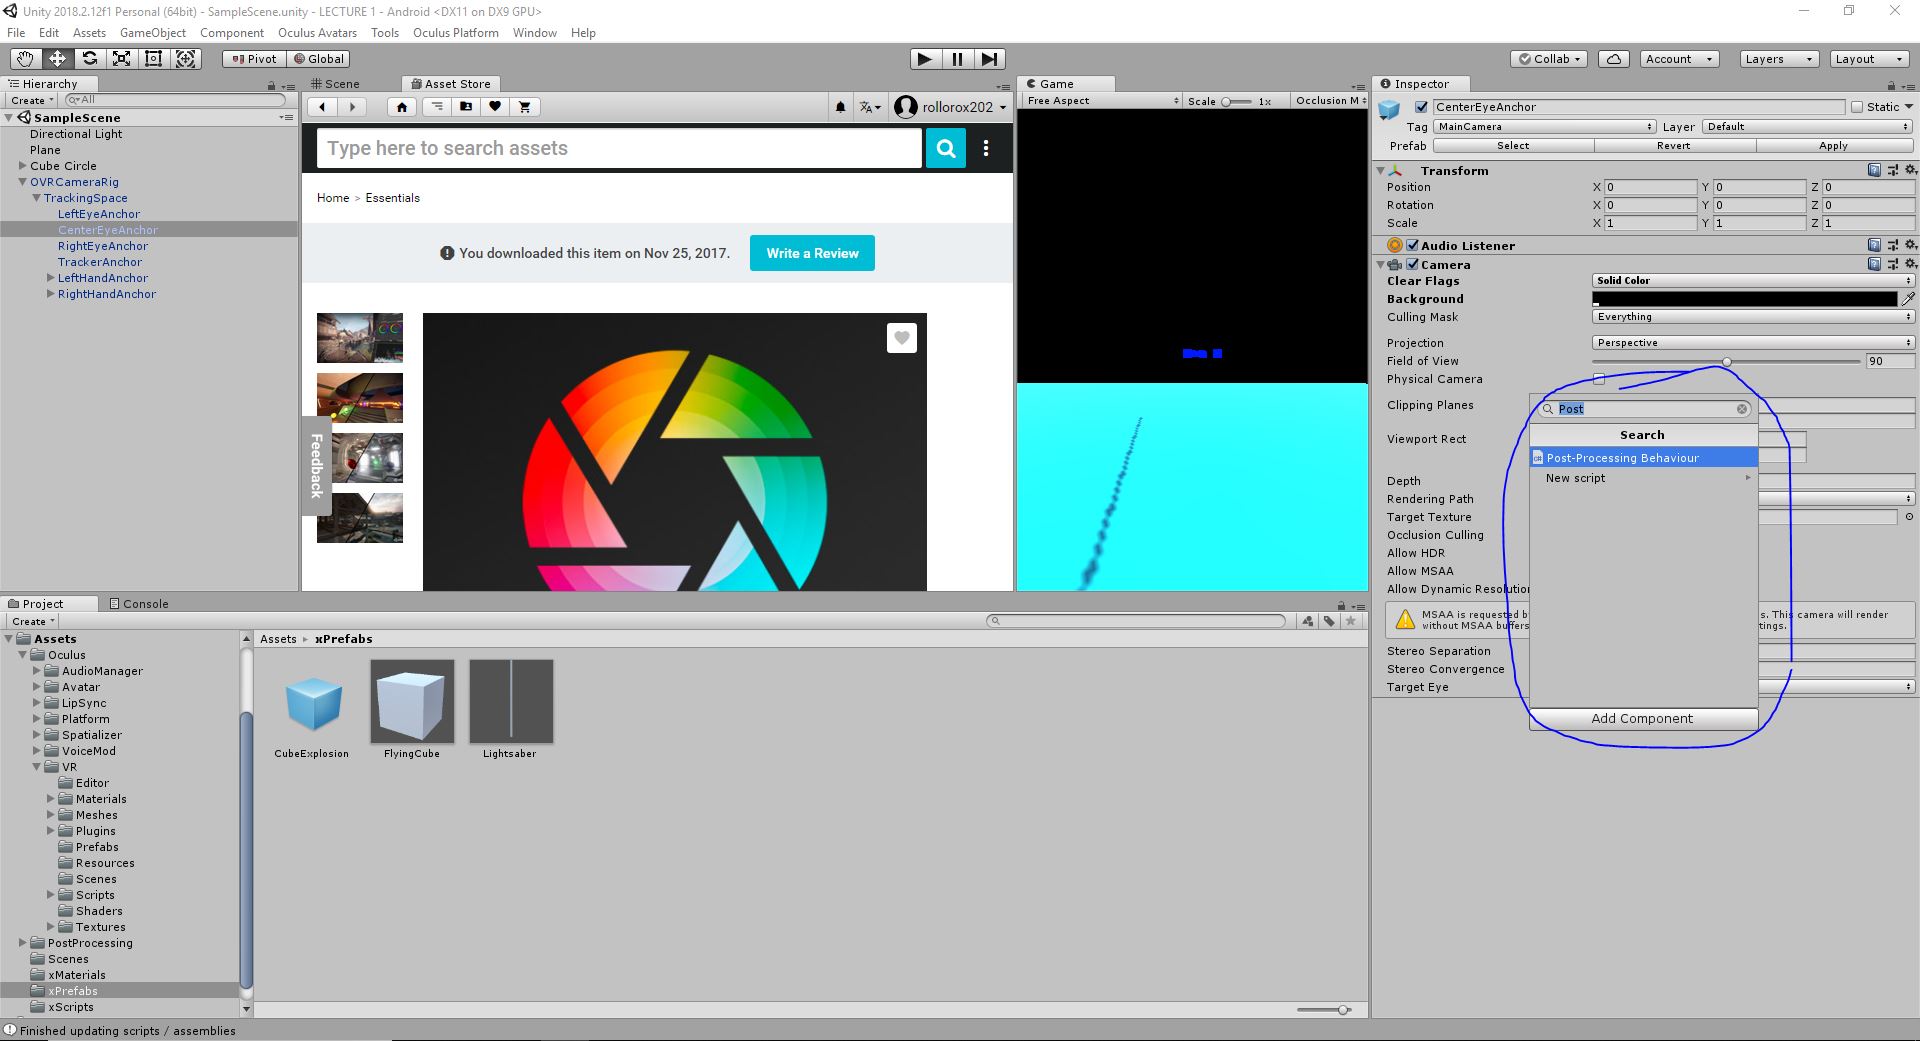 Unity 2018.2.12f1 Personal (64bit) - SampleScene.unity - LECTURE 1 - Android <DX11 on DX9 GPU>
File Edit Assets GameObject Component Oculus Avatars Tools Oculus Platform Window Help
Pivot Global
Collab Account Layers Layout
Hierarchy
Create All
SampleScene
Directional Light
Plane
Cube Circle
OVRCameraRig
TrackingSpace
LeftEyeAnchor
CenterEyeAnchor
RightEyeAnchor
TrackerAnchor
LeftHandAnchor
RightHandAnchor
Scene Asset Store
rollorox202
Type here to search assets
Home > Essentials
You downloaded this item on Nov 25, 2017. Write a Review
Feedback
Game
Free Aspect Scale 1x Occlusion M
Inspector
CenterEyeAnchor Static
Tag MainCamera Layer Default
Prefab Select Revert Apply
Transform
Position X 0 Y 0 Z 0
Rotation X 0 Y 0 Z 0
Scale X 1 Y 1 Z 1
Audio Listener
Camera
Clear Flags Solid Color
Background
Culling Mask Everything
Projection Perspective
Field of View 90
Physical Camera
Clipping Planes
Viewport Rect
Depth
Rendering Path
Target Texture
Occlusion Culling
Allow HDR
Allow MSAA
Allow Dynamic Resolution
MSAA is requested b s. This camera will render
without MSAA buffers tings.
Stereo Separation
Stereo Convergence
Target Eye
Post
Search
Post-Processing Behaviour
New script
Add Component
Project Console
Create
Assets
Oculus
AudioManager
Avatar
LipSync
Platform
Spatializer
VoiceMod
VR
Editor
Materials
Meshes
Plugins
Prefabs
Resources
Scenes
Scripts
Shaders
Textures
PostProcessing
Scenes
xMaterials
xPrefabs
xScripts
Assets ▸ xPrefabs
CubeExplosion FlyingCube Lightsaber
Finished updating scripts / assemblies